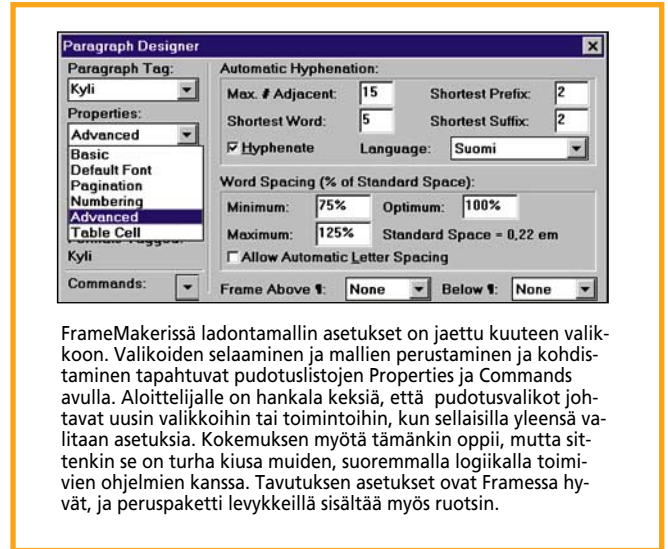 Paragraph Designer
Paragraph Tag:
Kyli
Properties:
Advanced
Basic
Default Font
Pagination
Numbering
Advanced
Table Cell
Kyli
Commands:
Automatic Hyphenation:
Max. # Adjacent: 15 Shortest Prefix: 2
Shortest Word: 5 Shortest Suffix: 2
Hyphenate Language: Suomi
Word Spacing (% of Standard Space):
Minimum: 75% Optimum: 100%
Maximum: 125% Standard Space = 0,22 em
Allow Automatic Letter Spacing
Frame Above ¶: None Below ¶: None
FrameMakerissä ladontamallin asetukset on jaettu kuuteen valik-
koon. Valikoiden selaaminen ja mallien perustaminen ja kohdis-
taminen tapahtuvat pudotuslistojen Properties ja Commands
avulla. Aloittelijalle on hankala keksiä, että pudotusvalikot joh-
tavat uusin valikkoihin tai toimintoihin, kun sellaisilla yleensä va-
litaan asetuksia. Kokemuksen myötä tämänkin oppii, mutta sit-
tenkin se on turha kiusa muiden, suoremmalla logiikalla toimi-
vien ohjelmien kanssa. Tavutuksen asetukset ovat Framessa hy-
vät, ja peruspaketti levykkeillä sisältää myös ruotsin.